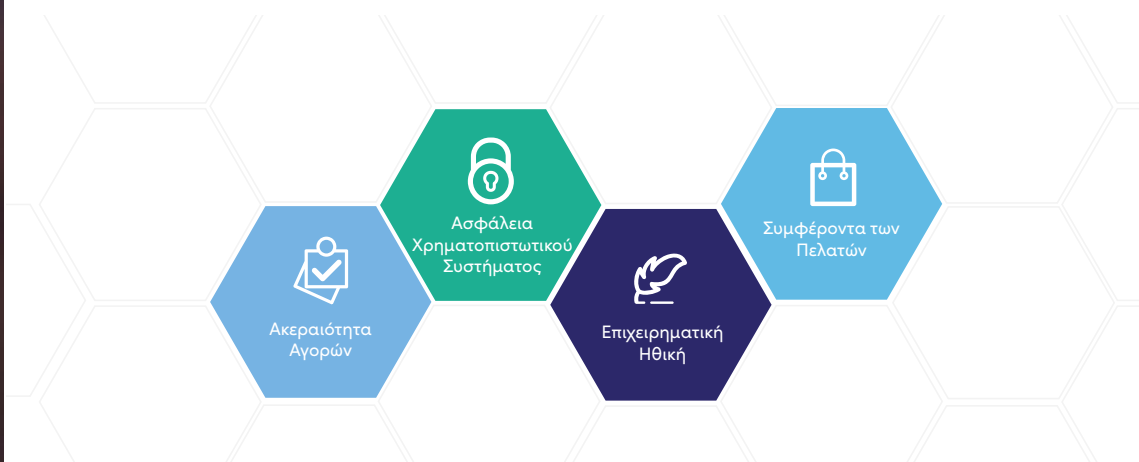 Ακεραιότητα
Αγορών
Ασφάλεια
Χρηματοπιστωτικού
Συστήματος
Επιχειρηματική
Ηθική
Συμφέροντα των
Πελατών